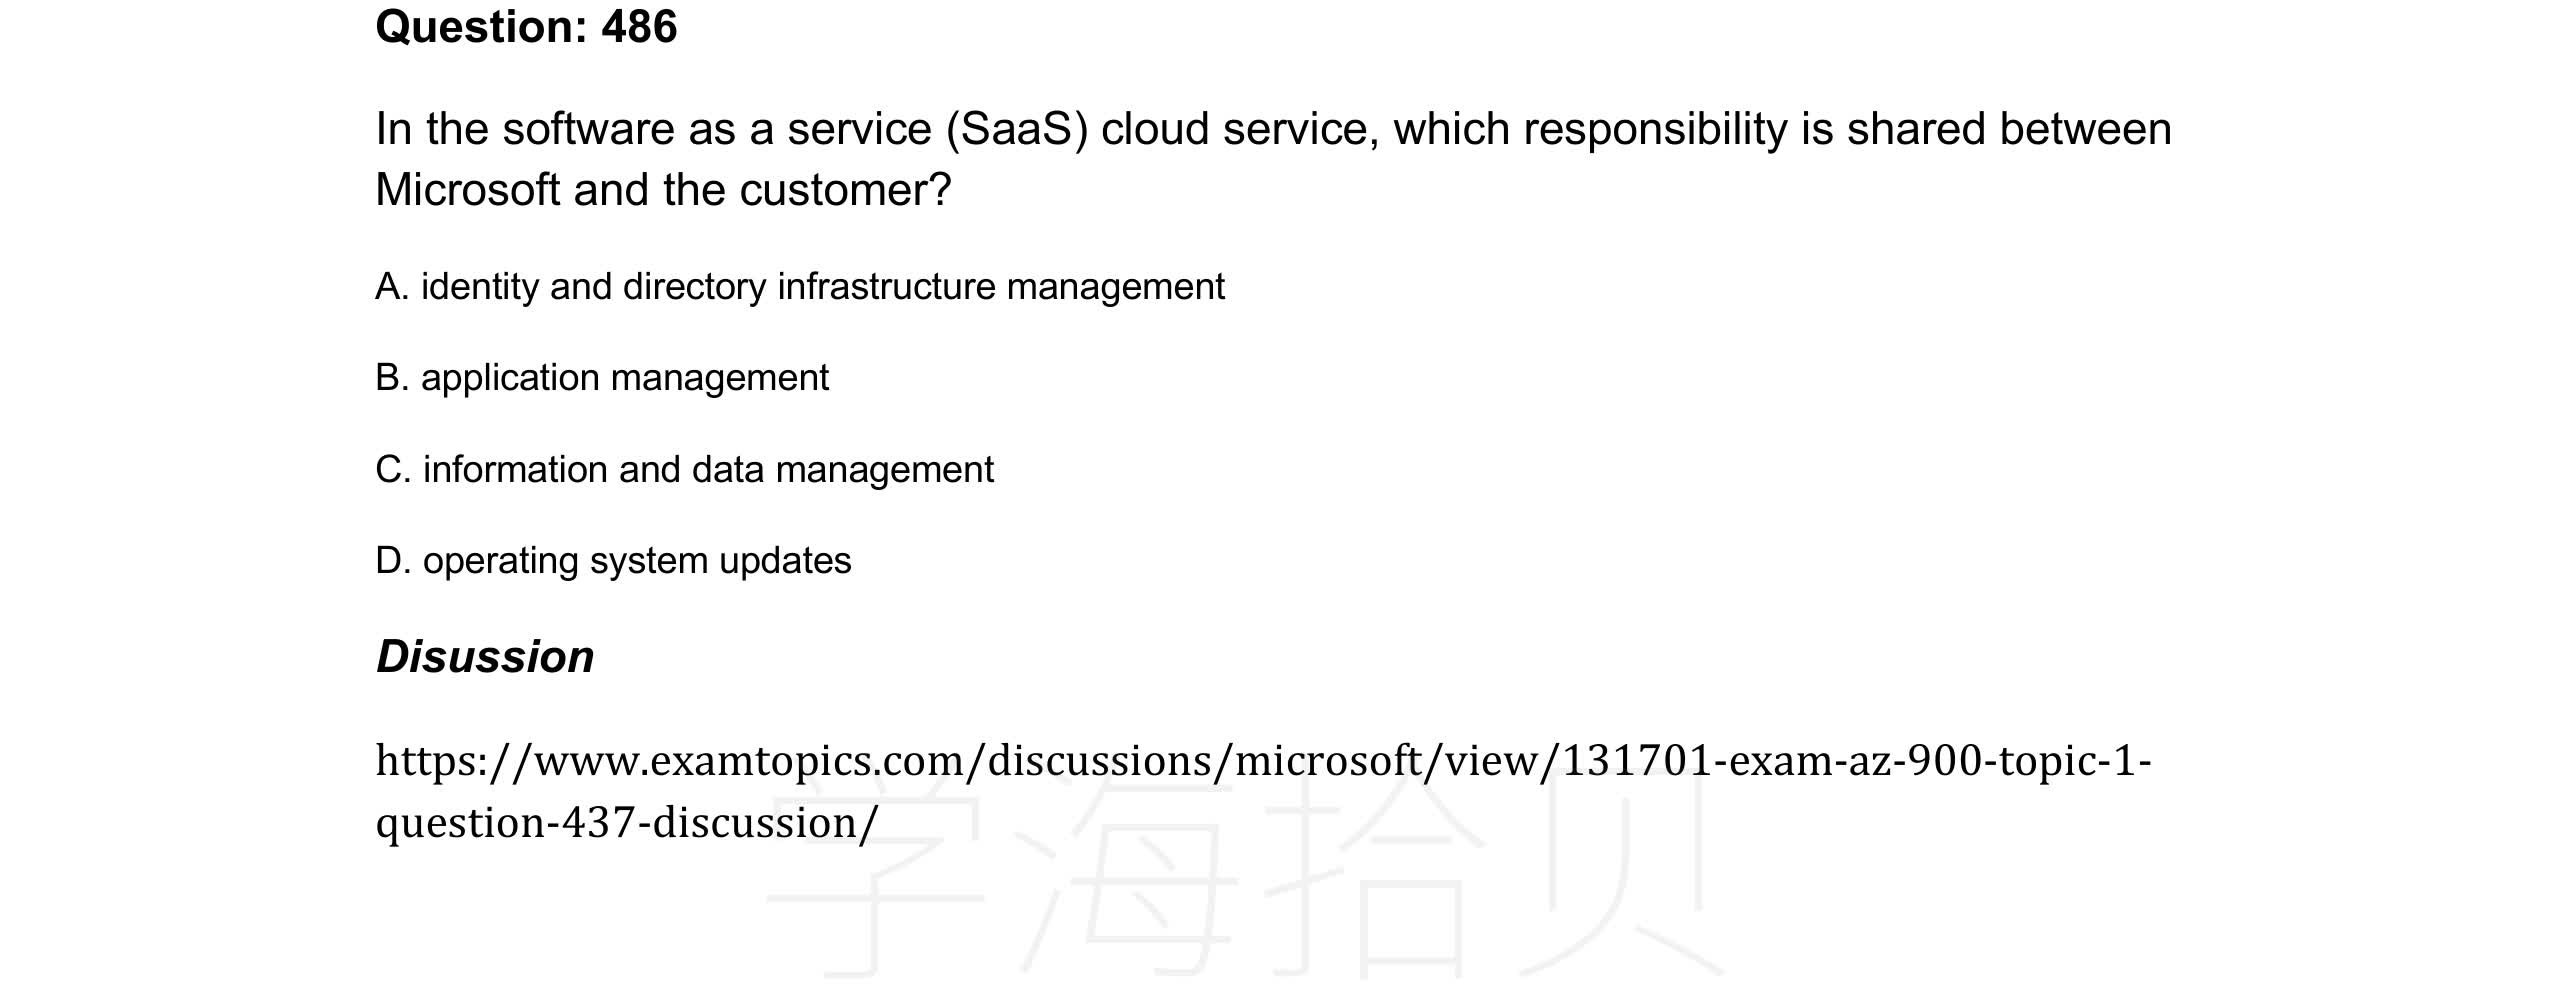 Question: 486
In the software as a service (SaaS) cloud service, which responsibility is shared between
Microsoft and the customer?
A. identity and directory infrastructure management
B. application management
C. information and data management
D. operating system updates
Disussion
https://www.examtopics.com/discussions/microsoft/view/131701-exam-az-900-topic-1-
question-437-discussion/
学海拾贝